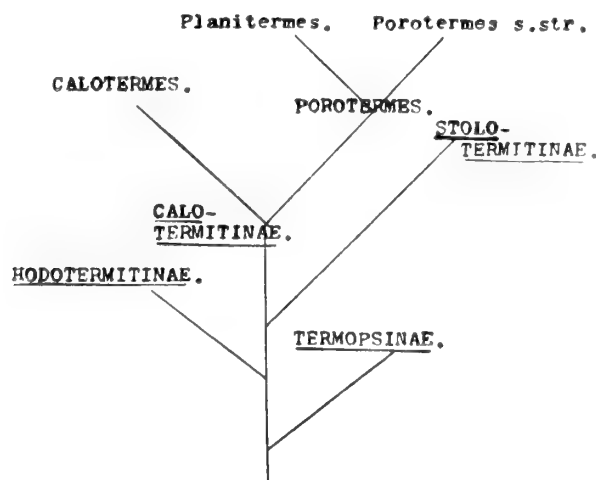 Planitermes. Porotermes s.str.
CALOTERMES.
POROTERMES.
STOLO-
TERMITINAE.
CALO-
TERMITINAE.
HODOTERMITINAE.
TERMOPSINAE.